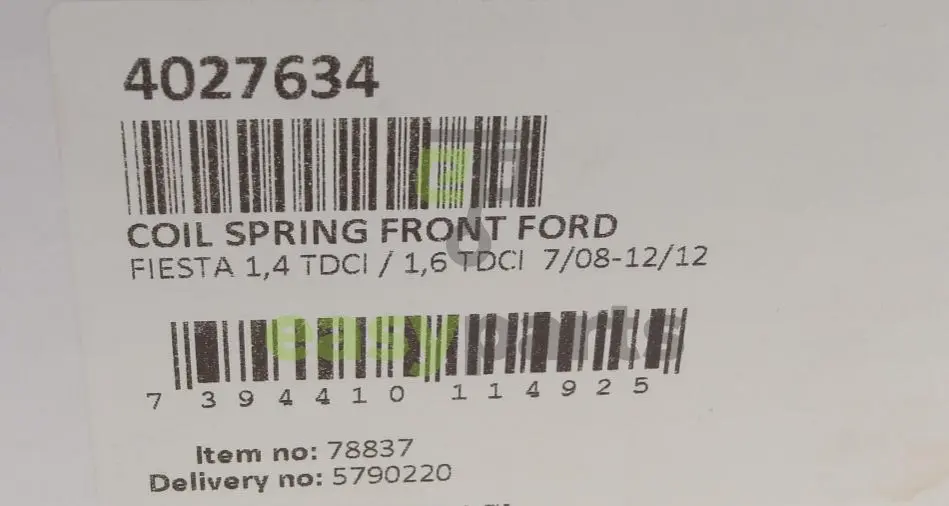 4027634
COIL SPRING FRONT FORD
FIESTA 1,4 TDCI / 1,6 TDCI 7/08-12/12
easyparts
7 394410 114925
Item no: 78837
Delivery no: 5790220